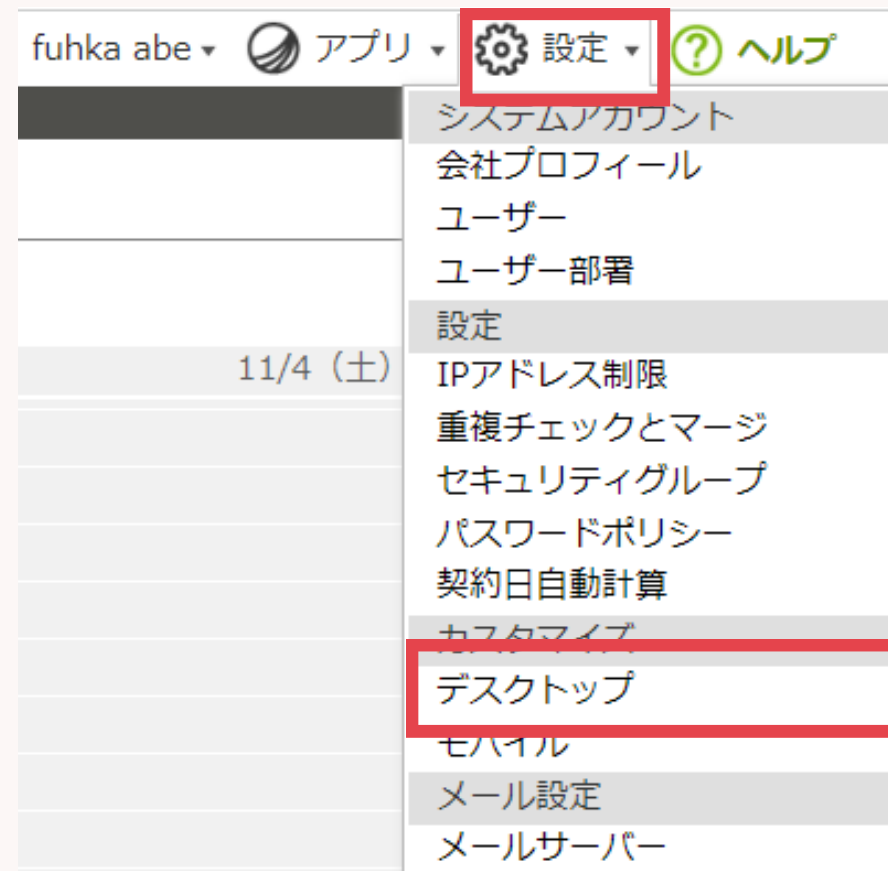 fuhka abe アプリ 設定 ヘルプ
システムアカウント
会社プロフィール
ユーザー
ユーザー部署
設定
11/4（土）
IPアドレス制限
重複チェックとマージ
セキュリティグループ
パスワードポリシー
契約日自動計算
カスタマイズ
デスクトップ
モバイル
メール設定
メールサーバー